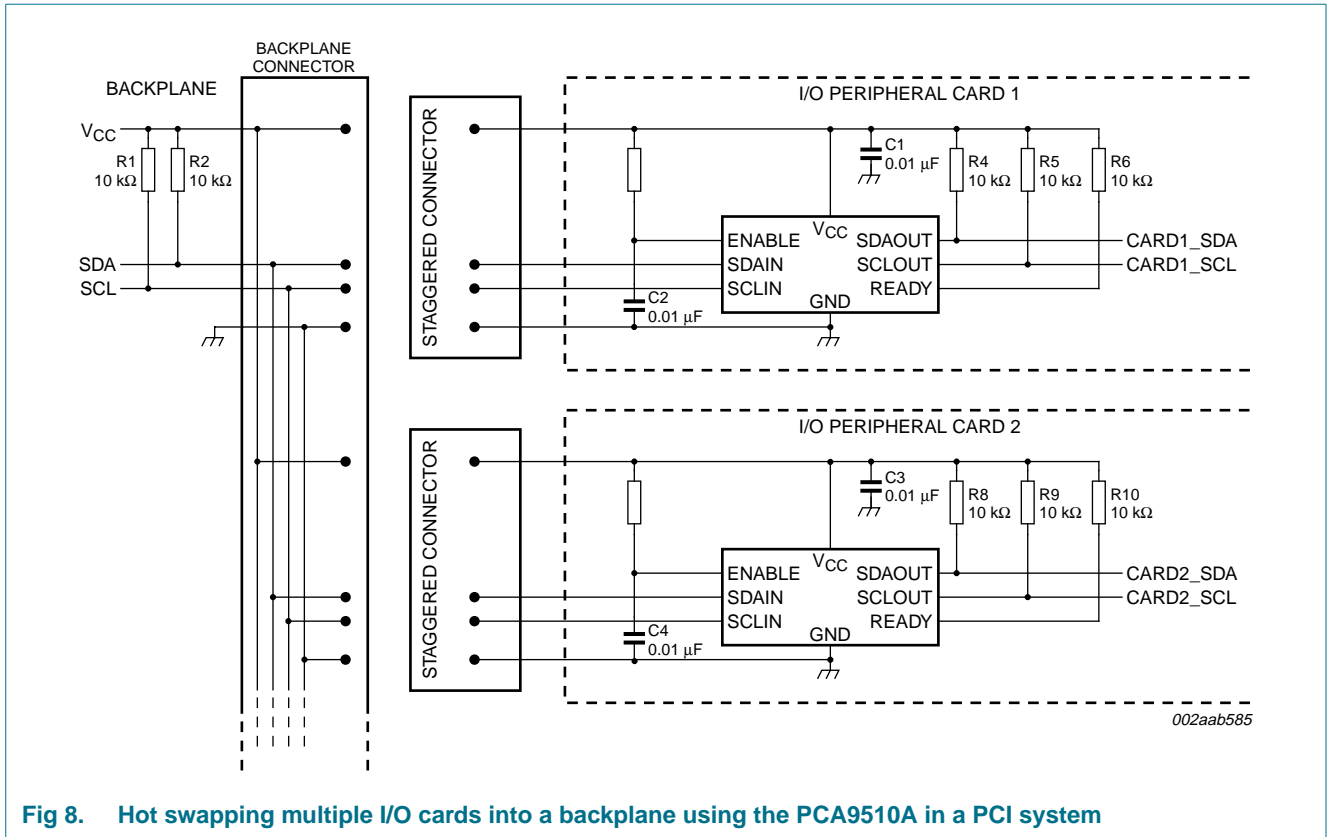 BACKPLANE
CONNECTOR
BACKPLANE
VCC
R1
10 kΩ
R2
10 kΩ
SDA
SCL
STAGGERED CONNECTOR
I/O PERIPHERAL CARD 1
C1
0.01 μF
R4
10 kΩ
R5
10 kΩ
R6
10 kΩ
VCC
ENABLE
SDAIN
SCLIN
SDAOUT
SCLOUT
READY
GND
CARD1_SDA
CARD1_SCL
C2
0.01 μF
STAGGERED CONNECTOR
I/O PERIPHERAL CARD 2
C3
0.01 μF
R8
10 kΩ
R9
10 kΩ
R10
10 kΩ
VCC
ENABLE
SDAIN
SCLIN
SDAOUT
SCLOUT
READY
GND
CARD2_SDA
CARD2_SCL
C4
0.01 μF
002aab585
Fig 8. Hot swapping multiple I/O cards into a backplane using the PCA9510A in a PCI system